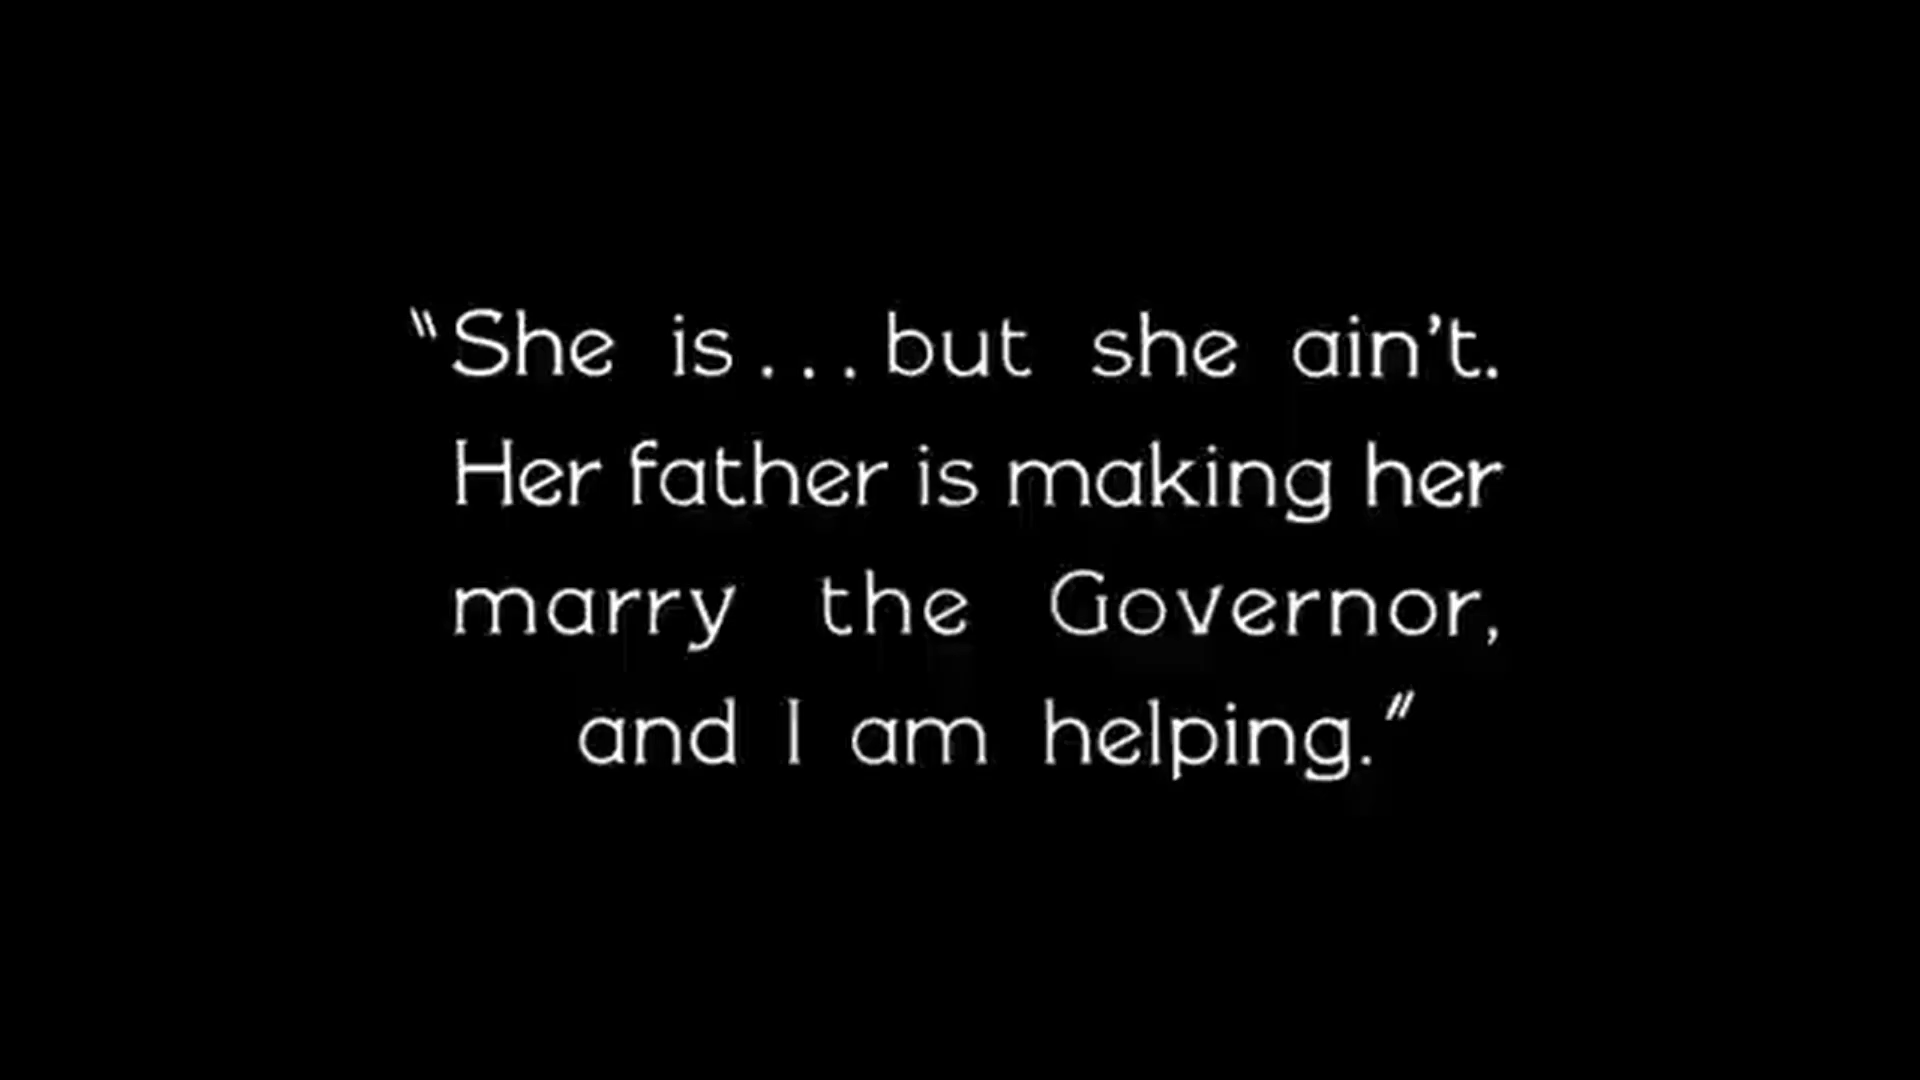 "She is...but she ain't.
Her father is making her
marry the Governor,
and I am helping."